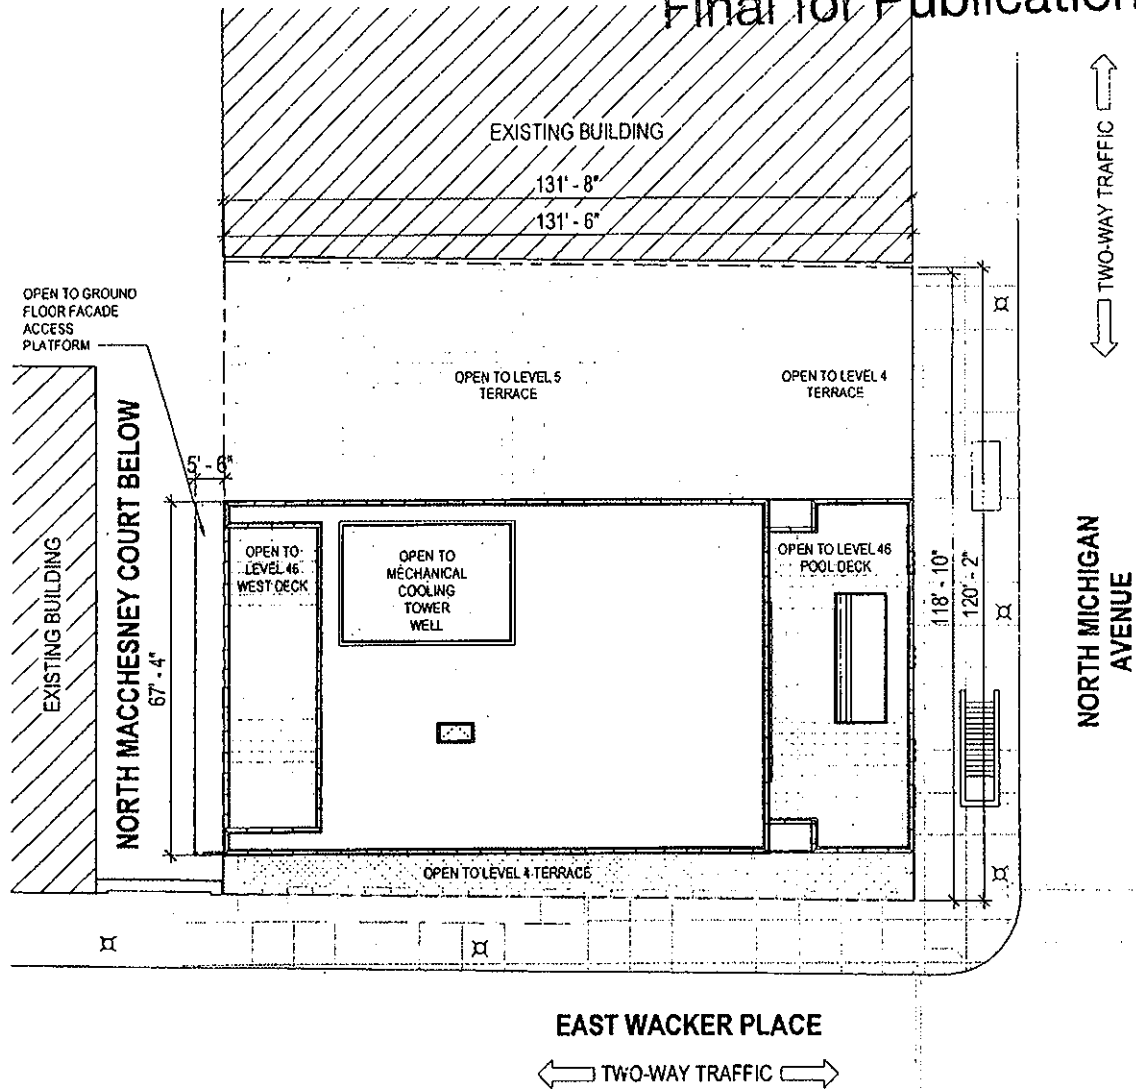 Final for Publication
EXISTING BUILDING
131' - 8"
131' - 6"
TWO-WAY TRAFFIC
OPEN TO GROUND
FLOOR FACADE
ACCESS
PLATFORM
OPEN TO LEVEL 5
TERRACE
OPEN TO LEVEL 4
TERRACE
5' - 6"
NORTH MACCHESNEY COURT BELOW
EXISTING BUILDING
67' - 4"
OPEN TO
LEVEL 46
WEST DECK
OPEN TO
MECHANICAL
COOLING
TOWER
WELL
OPEN TO LEVEL 46
POOL DECK
118' - 10"
120' - 2"
NORTH MICHIGAN
AVENUE
OPEN TO LEVEL 4 TERRACE
EAST WACKER PLACE
TWO-WAY TRAFFIC